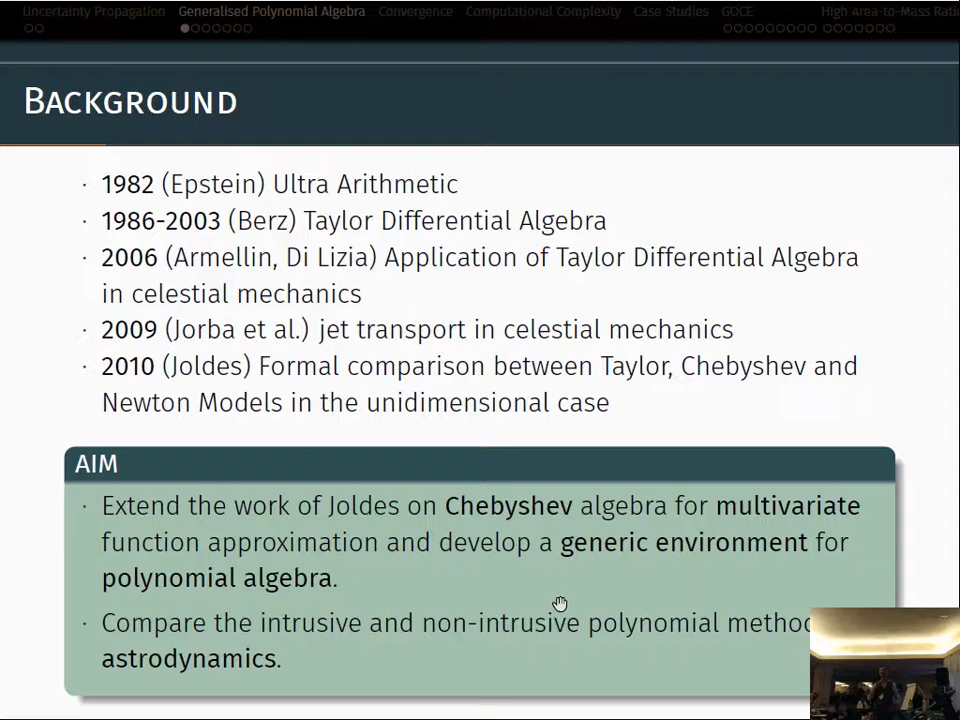 Uncertainty Propagation Generalised Polynomial Algebra Convergence Computational Complexity Case Studies GOCE High Area-to-Mass
BACKGROUND
· 1982 (Epstein) Ultra Arithmetic
· 1986-2003 (Berz) Taylor Differential Algebra
· 2006 (Armellin, Di Lizia) Application of Taylor Differential Algebra
in celestial mechanics
· 2009 (Jorba et al.) jet transport in celestial mechanics
· 2010 (Joldes) Formal comparison between Taylor, Chebyshev and
Newton Models in the unidimensional case
AIM
· Extend the work of Joldes on Chebyshev algebra for multivariate
function approximation and develop a generic environment for
polynomial algebra.
· Compare the intrusive and non-intrusive polynomial
astrodynamics.